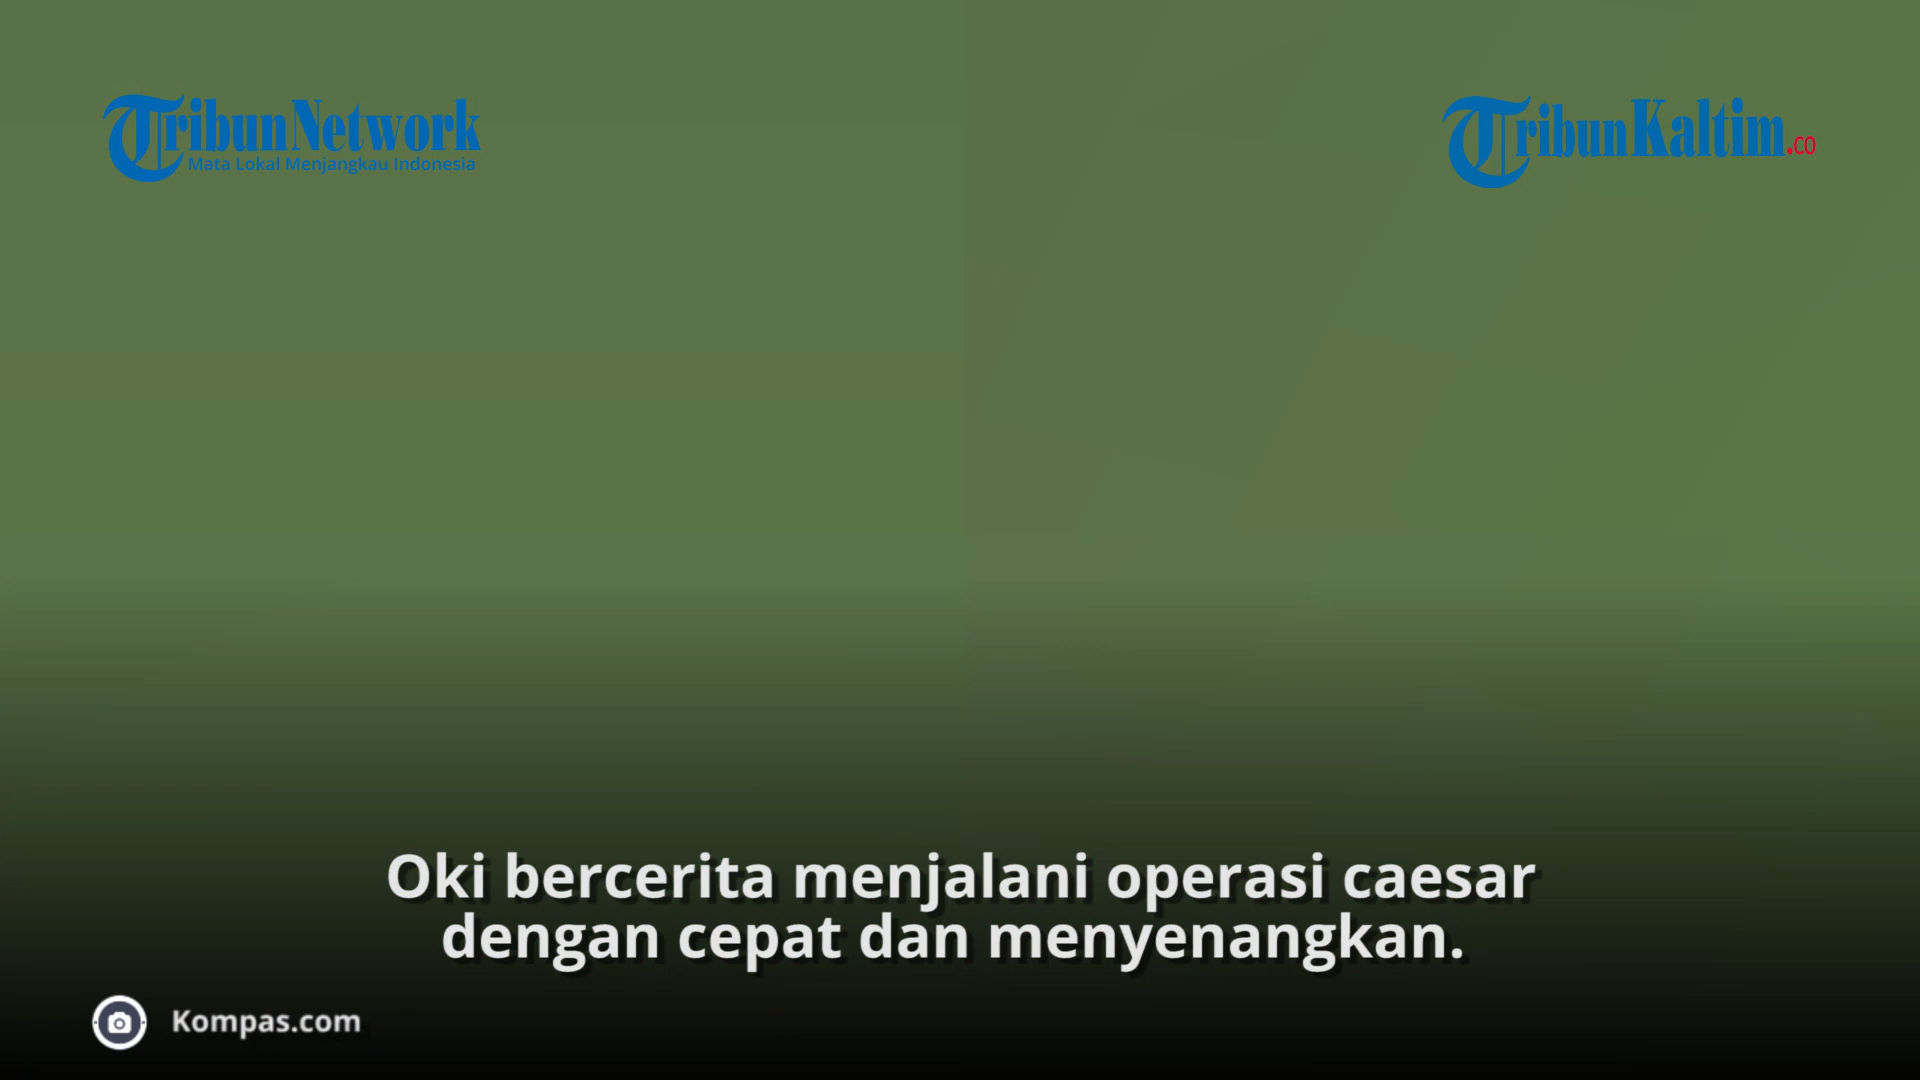 TribunNetwork
Mata Lokal Menjangkau Indonesia
TribunKaltim.co
Oki bercerita menjalani operasi caesar
dengan cepat dan menyenangkan.
Kompas.com